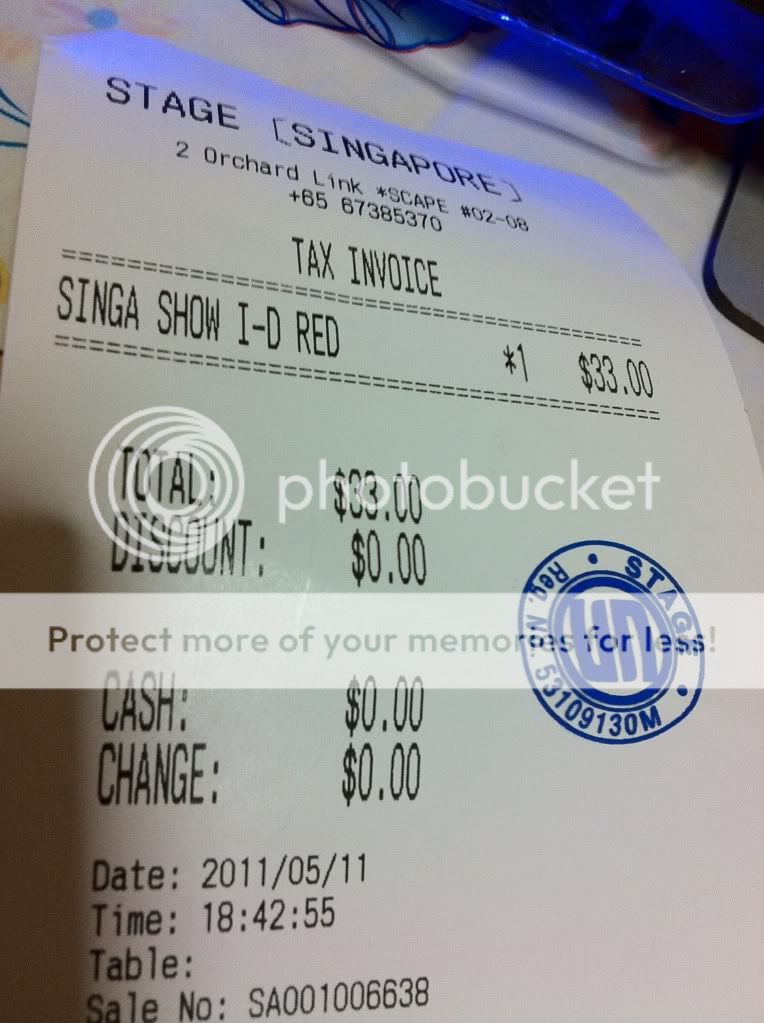 STAGE [SINGAPORE]
2 Orchard Link *SCAPE #02-08
+65 67385370
TAX INVOICE
================================================
SINGA SHOW I-D RED *1 $33.00
================================================
TOTAL: $33.00
photobucket
DISCOUNT: $0.00
Protect more of your memories for less!
CASH: $0.00
CHANGE: $0.00
• STAGE •
Reg. No. 53109130M
Date: 2011/05/11
Time: 18:42:55
Table:
Sale No: SA001006638